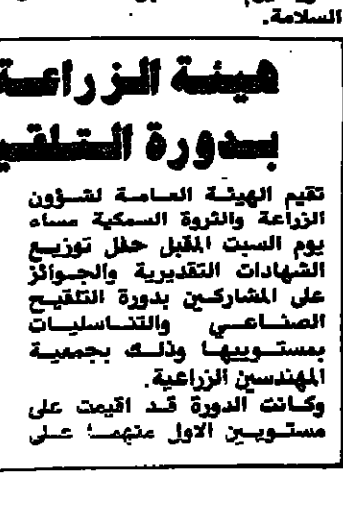 السلامة.
هيئة الزراعة
بدورة التلقي
تقيم الهيئة العامة لشؤون
الزراعة والثروة السمكية مساء
يوم السبت المقبل حفل توزيع
الشهادات التقديرية والجوائز
على المشاركين بدورة التلقيح
الصناعي والتناسليات
بمستوييها وذلك بجمعية
المهندسين الزراعية.
وكانت الدورة قد اقيمت على
مستويين الاول منهما على